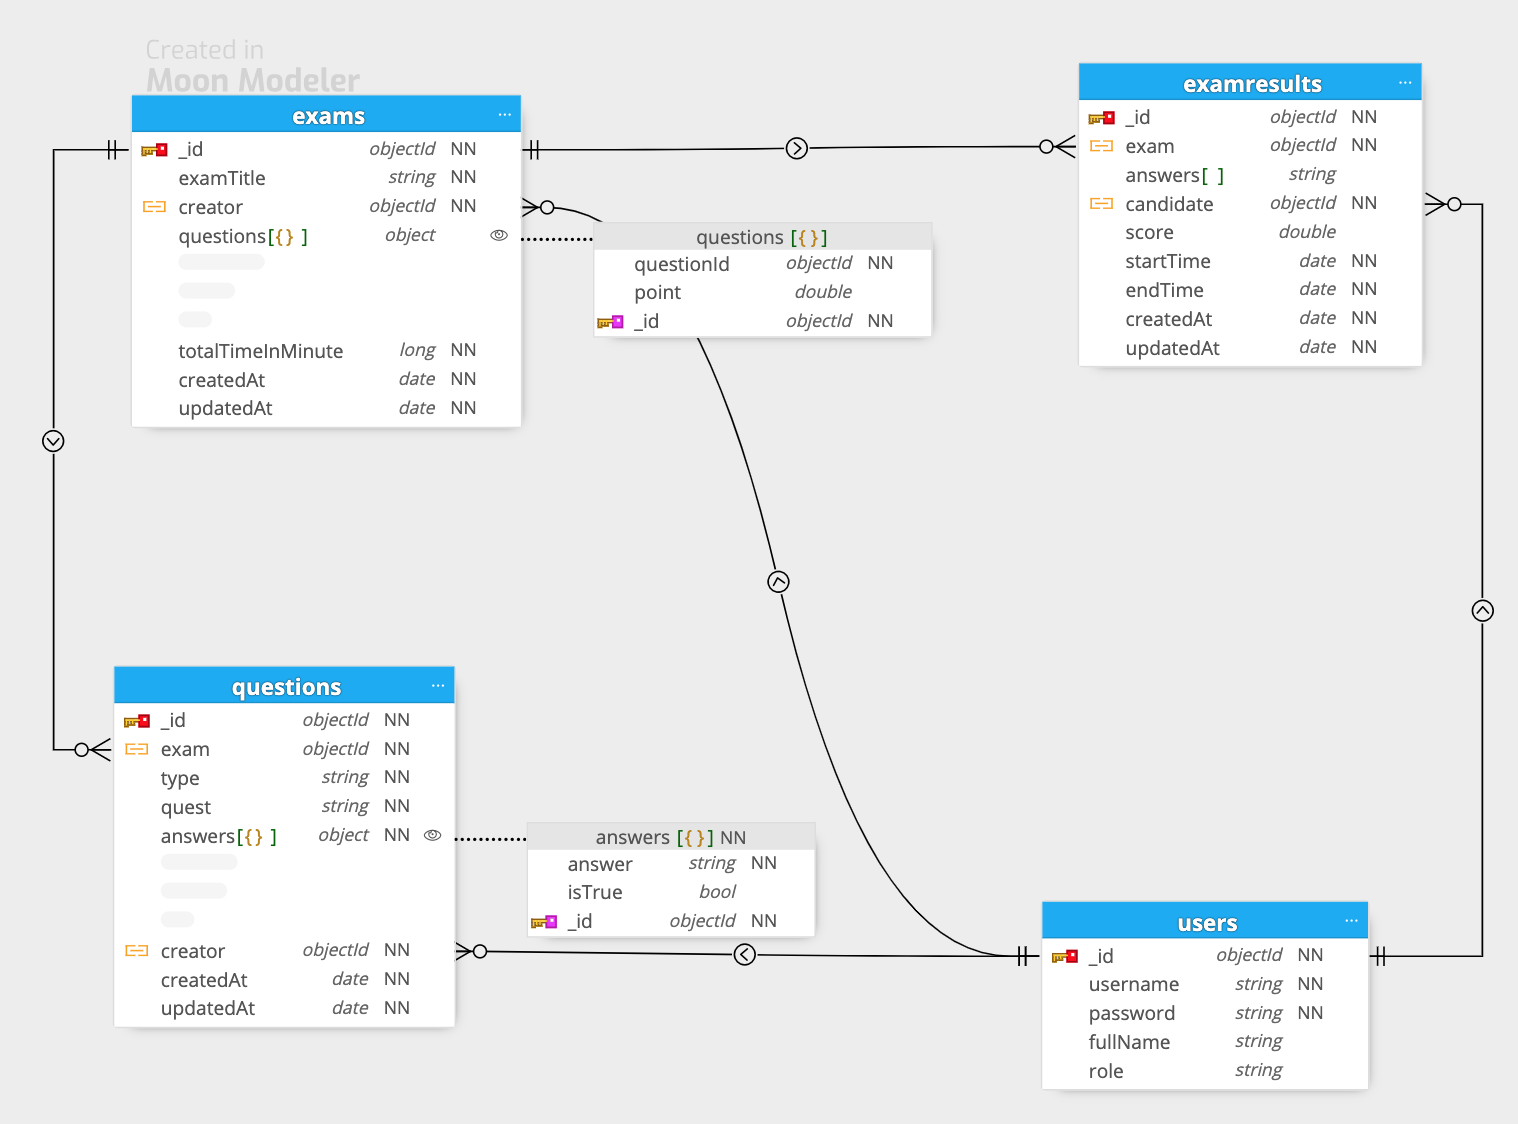 Created in
Moon Modeler
exams ...
_id objectId NN
examTitle string NN
creator objectId NN
questions[{} ] object
totalTimeInMinute long NN
createdAt date NN
updatedAt date NN
questions [{}]
questionId objectId NN
point double
_id objectId NN
examresults ...
_id objectId NN
exam objectId NN
answers[ ] string
candidate objectId NN
score double
startTime date NN
endTime date NN
createdAt date NN
updatedAt date NN
questions ...
_id objectId NN
exam objectId NN
type string NN
quest string NN
answers[{} ] object NN
creator objectId NN
createdAt date NN
updatedAt date NN
answers [{}] NN
answer string NN
isTrue bool
_id objectId NN
users ...
_id objectId NN
username string NN
password string NN
fullName string
role string